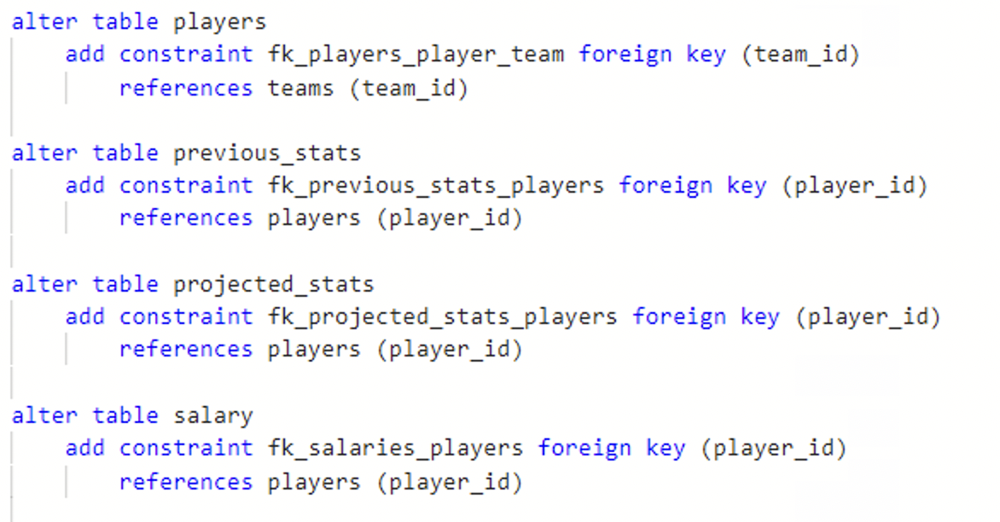 alter table players
add constraint fk_players_player_team foreign key (team_id)
references teams (team_id)
alter table previous_stats
add constraint fk_previous_stats_players foreign key (player_id)
references players (player_id)
alter table projected_stats
add constraint fk_projected_stats_players foreign key (player_id)
references players (player_id)
alter table salary
add constraint fk_salaries_players foreign key (player_id)
references players (player_id)